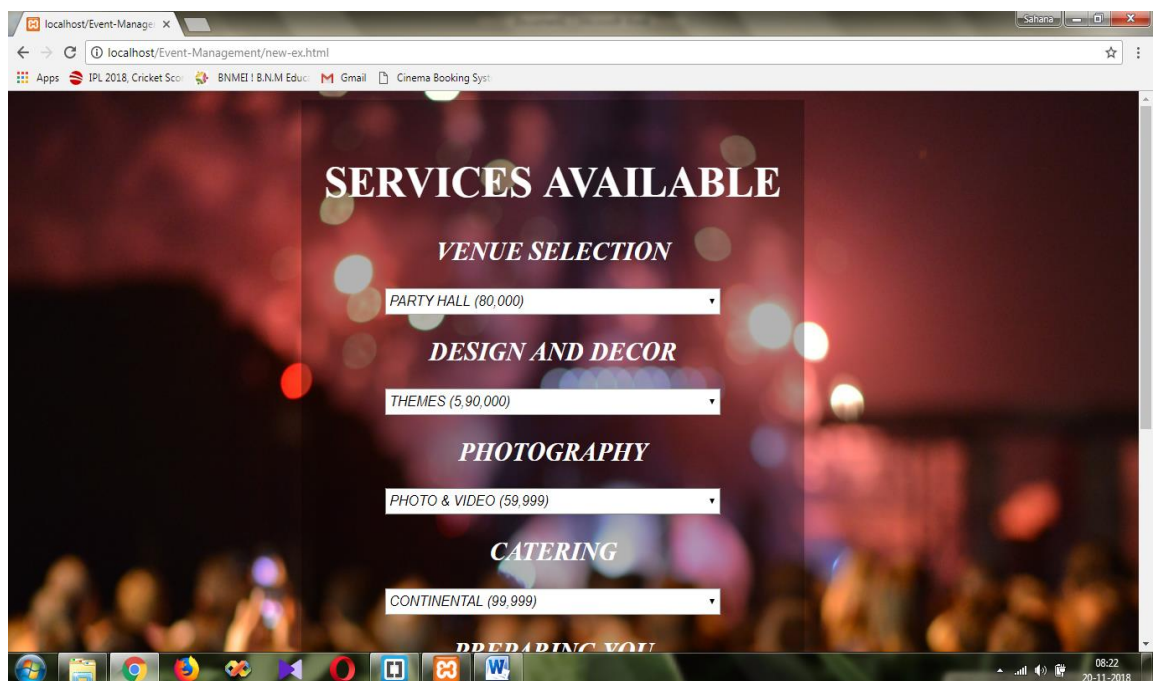 localhost/Event-Manage
Sahana
localhost/Event-Management/new-ex.html
Apps IPL 2018, Cricket Sco BNMEI ! B.N.M Educ Gmail Cinema Booking Syst
SERVICES AVAILABLE
VENUE SELECTION
PARTY HALL (80,000)
DESIGN AND DECOR
THEMES (5,90,000)
PHOTOGRAPHY
PHOTO & VIDEO (59,999)
CATERING
CONTINENTAL (99,999)
PREPARING YOU
08:22
20-11-2018